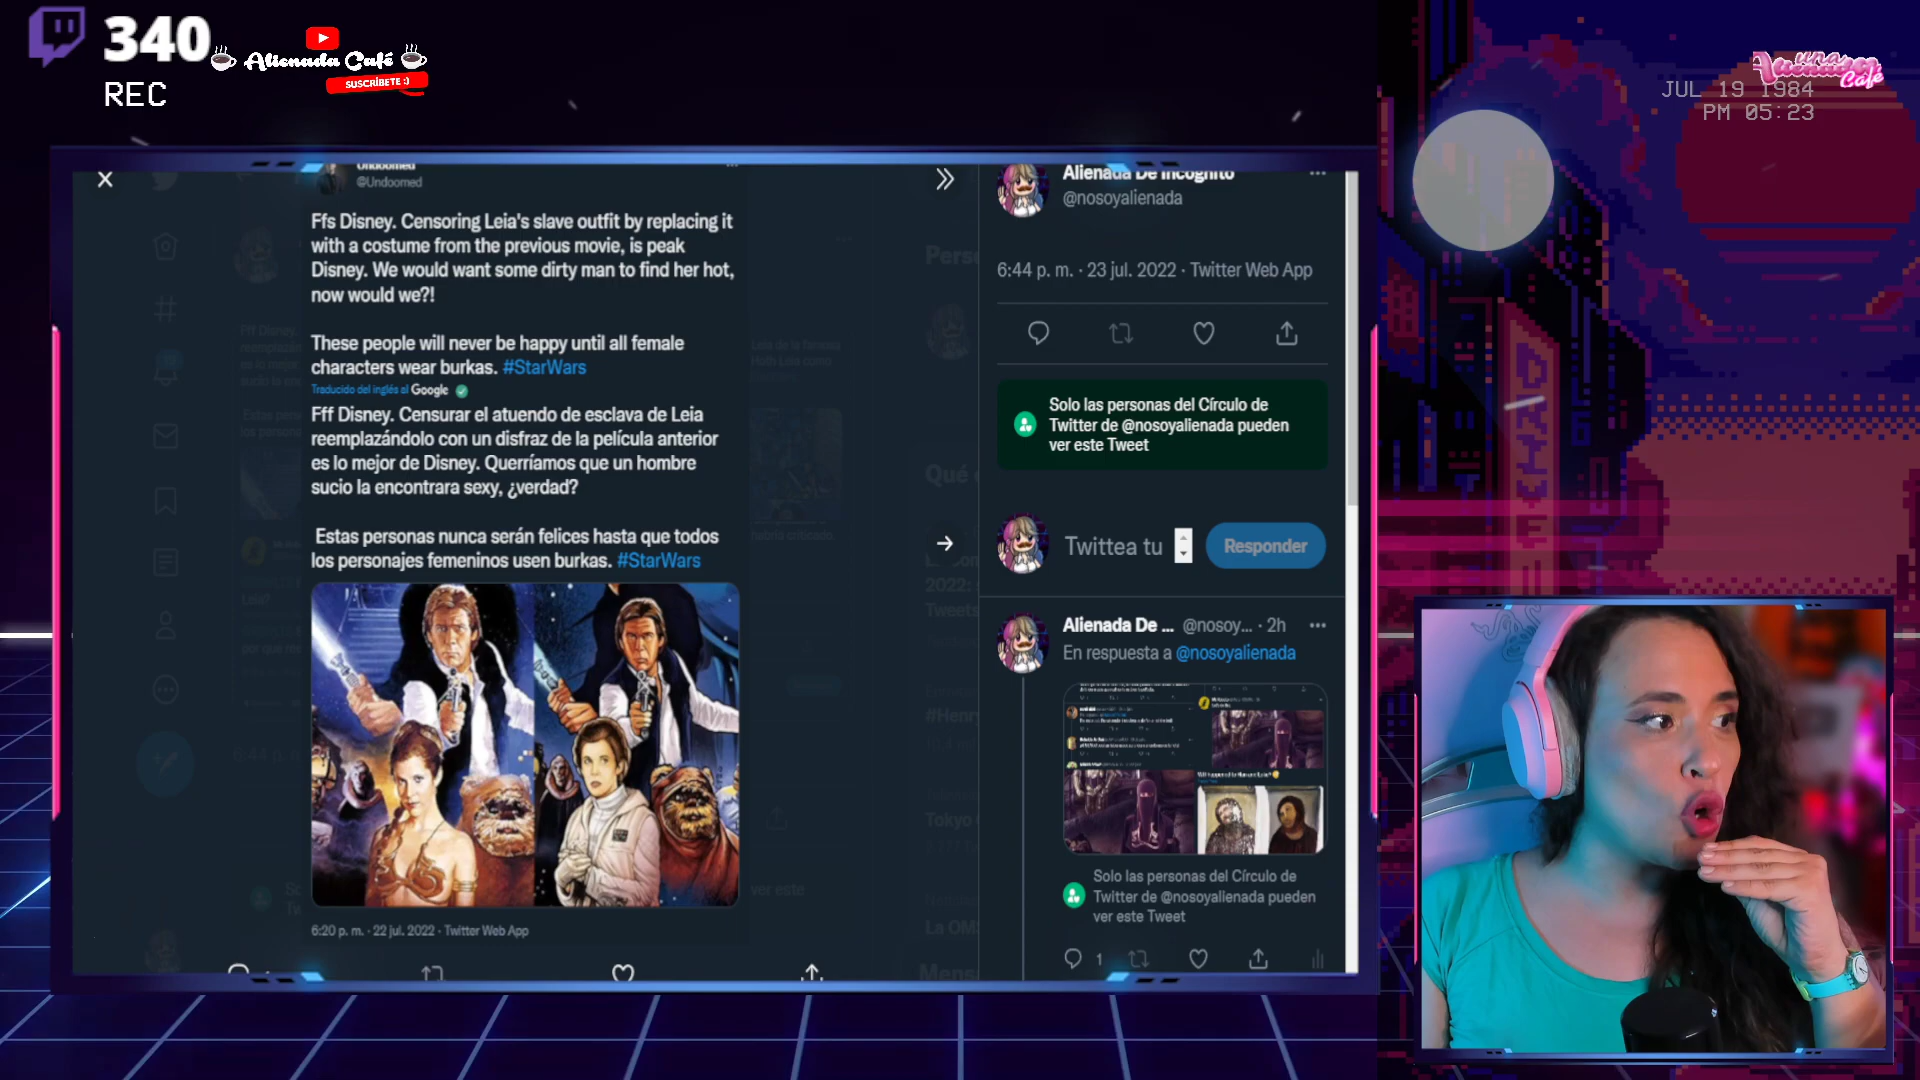 340
REC
Alienada Café
SUSCRÍBETE :)
una
Alienada
Café
JUL 19 1984
PM 05:23
Undoomed
@Undoomed
Ffs Disney. Censoring Leia's slave outfit by replacing it
with a costume from the previous movie, is peak
Disney. We would want some dirty man to find her hot,
now would we?!
These people will never be happy until all female
characters wear burkas. #StarWars
Traducido del inglés al Google
Fff Disney. Censurar el atuendo de esclava de Leia
reemplazándolo con un disfraz de la película anterior
es lo mejor de Disney. Querríamos que un hombre
sucio la encontrara sexy, ¿verdad?
Estas personas nunca serán felices hasta que todos
los personajes femeninos usen burkas. #StarWars
6:20 p. m. · 22 jul. 2022 · Twitter Web App
Alienada De Incognito
@nosoyalienada
6:44 p. m. · 23 jul. 2022 · Twitter Web App
Solo las personas del Círculo de
Twitter de @nosoyalienada pueden
ver este Tweet
Twittea tu
Responder
Alienada De ... @nosoy... · 2h
En respuesta a @nosoyalienada
Solo las personas del Círculo de
Twitter de @nosoyalienada pueden
ver este Tweet
1
DRIVE